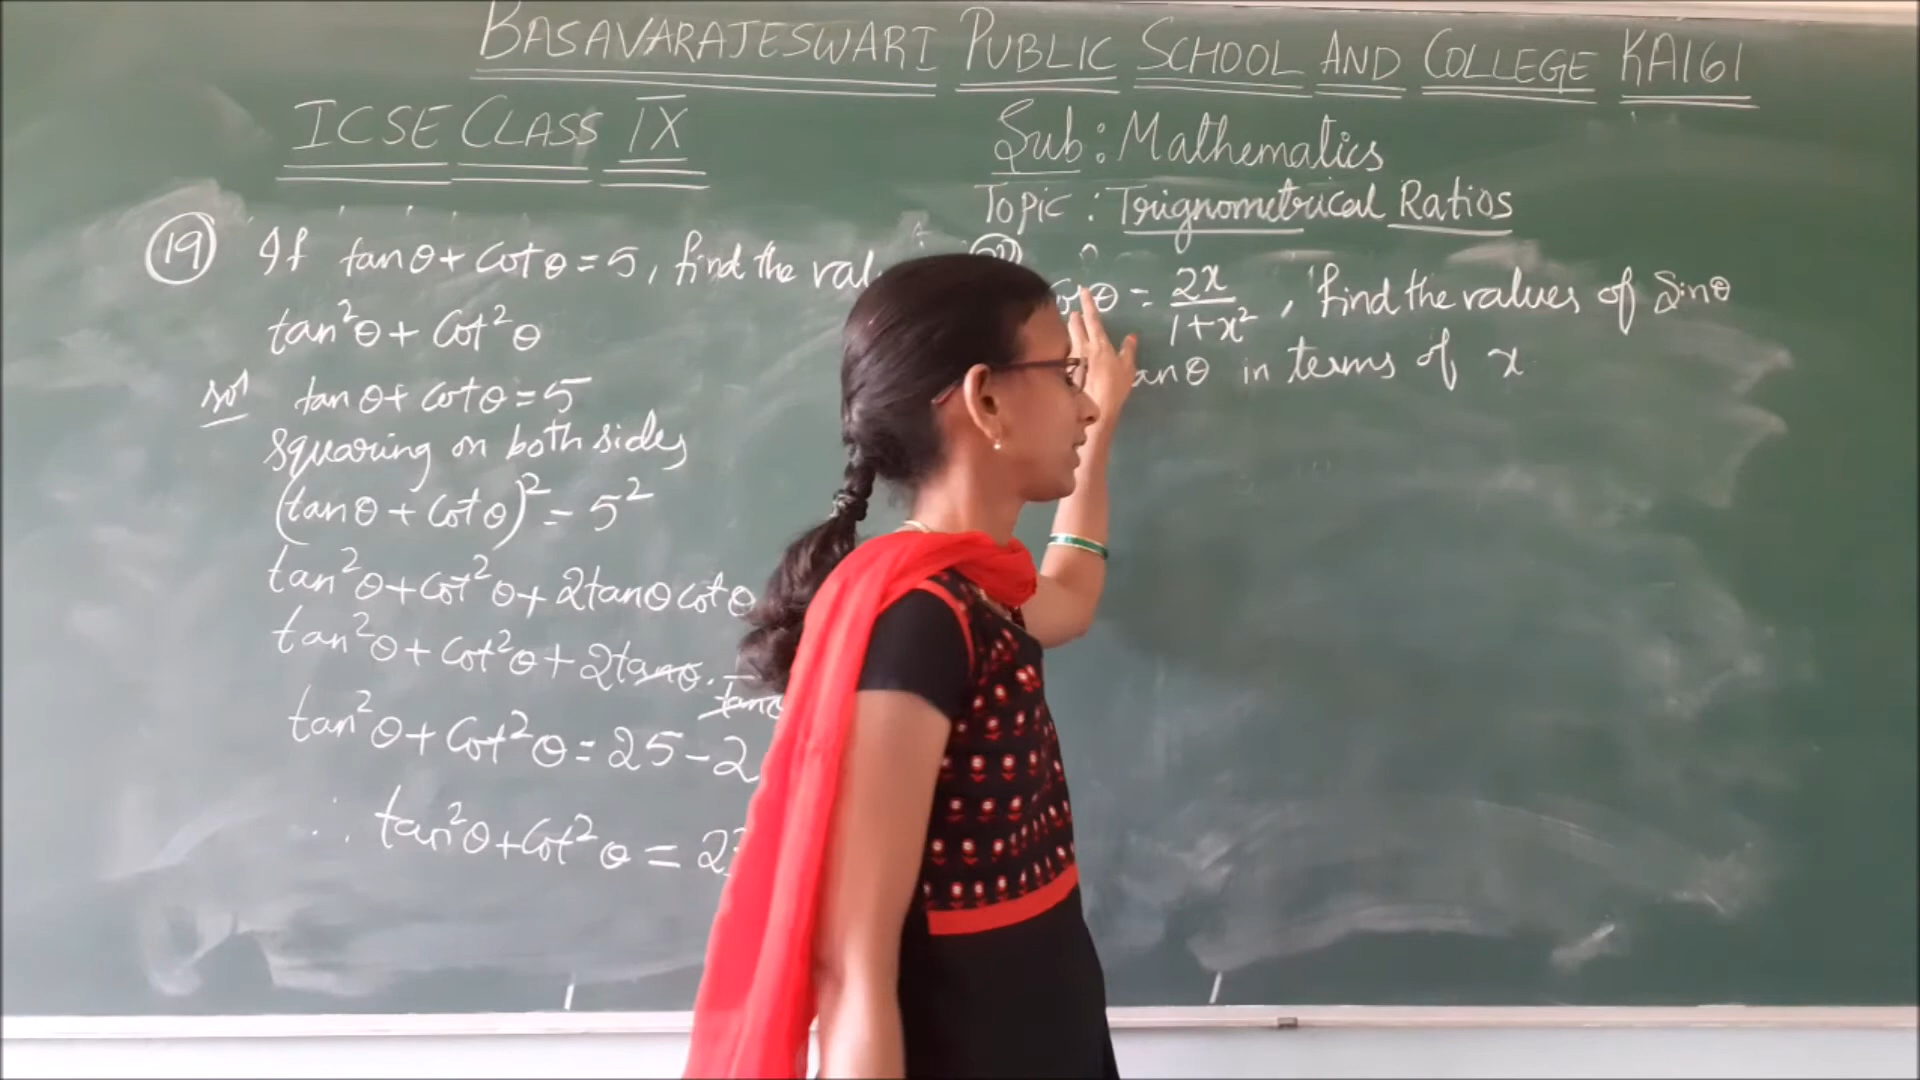 BASAVARAJESWARI PUBLIC SCHOOL AND COLLEGE KA161
ICSE CLASS IX
Sub: Mathematics
Topic: Trignometrical Ratios
(19) If tanθ + cotθ = 5, find the
tan²θ + Cot²θ
sol tanθ + cotθ = 5
squaring on both sides
(tanθ + cotθ)² = 5²
tan²θ + cot²θ + 2tanθ cotθ
tan²θ + cot²θ + 2tanθ .
tan²θ + Cot²θ = 25 - 2
∴ tan²θ + Cot²θ =
θ = 2x/1+x², find the values of Sinθ
θ in terms of x